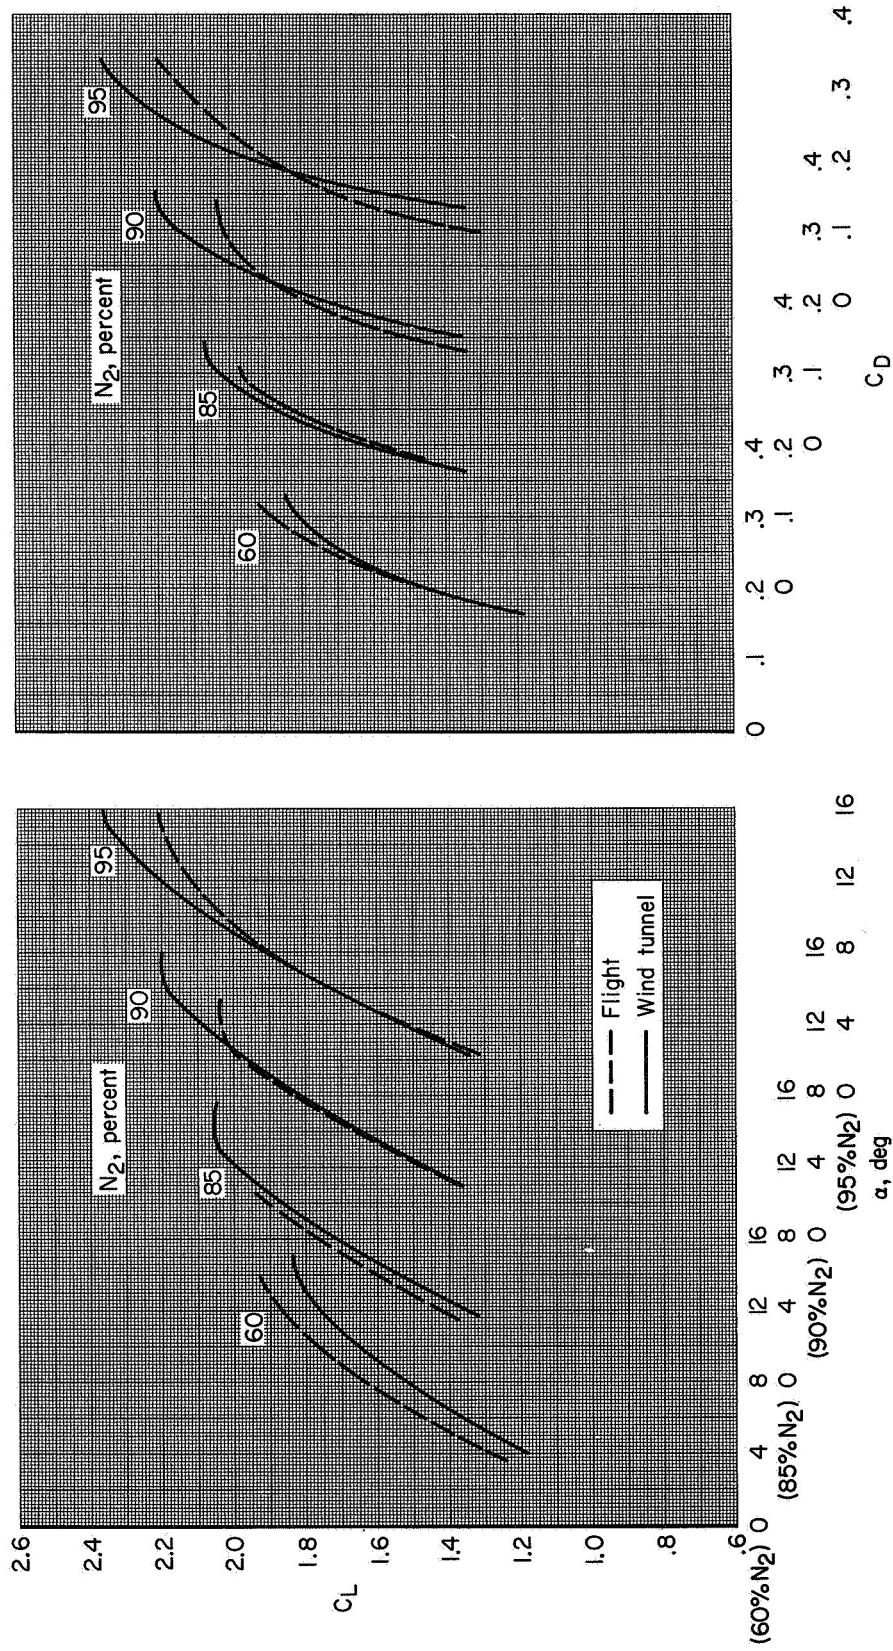 2.6
2.4
2.2
2.0
1.8
1.6
1.4
1.2
1.0
.8
.6
C_L
N₂, percent
60
85
90
95
Flight
Wind tunnel
(60%N₂) 0 4 8 12 16
(85%N₂) 0 4 8 12 16
(90%N₂) 0 4 8 12 16
(95%N₂) 0 4 8 12 16
α, deg
N₂, percent
60
85
90
95
0 .1 .2 .3 .4
0 .1 .2 .3 .4
0 .1 .2 .3 .4
0 .1 .2 .3 .4
C_D